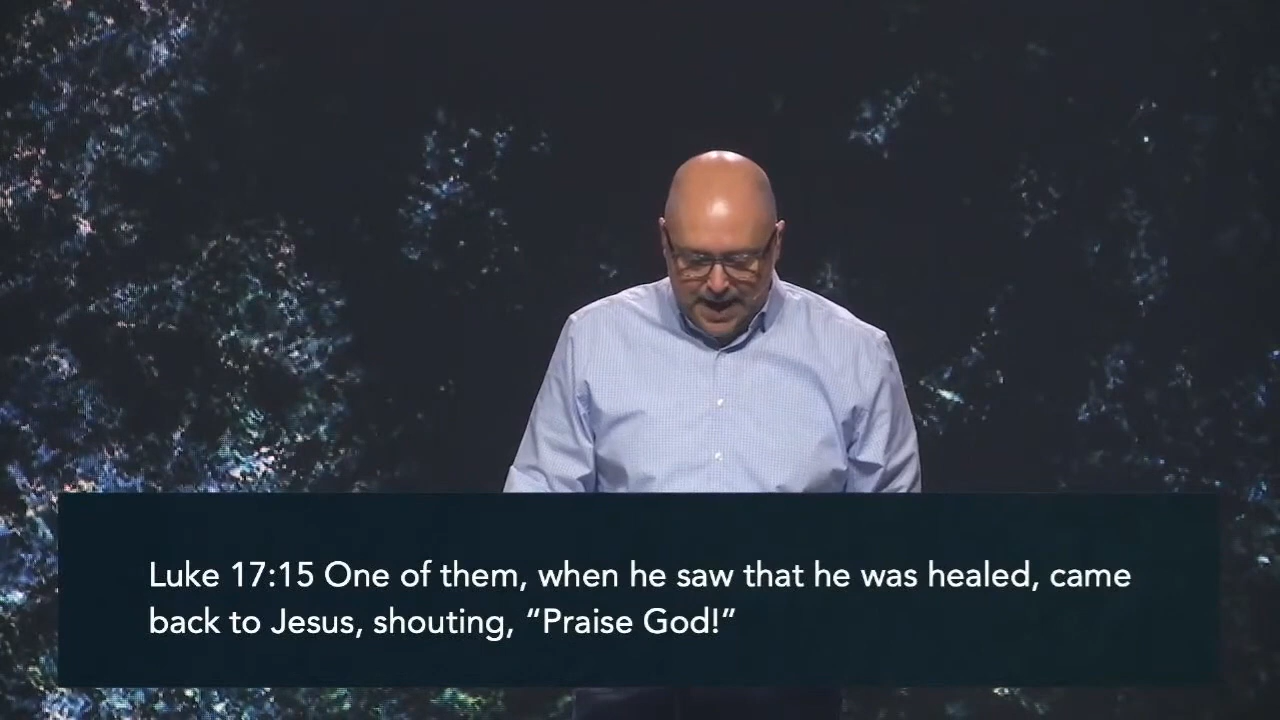 Luke 17:15 One of them, when he saw that he was healed, came
back to Jesus, shouting, “Praise God!”